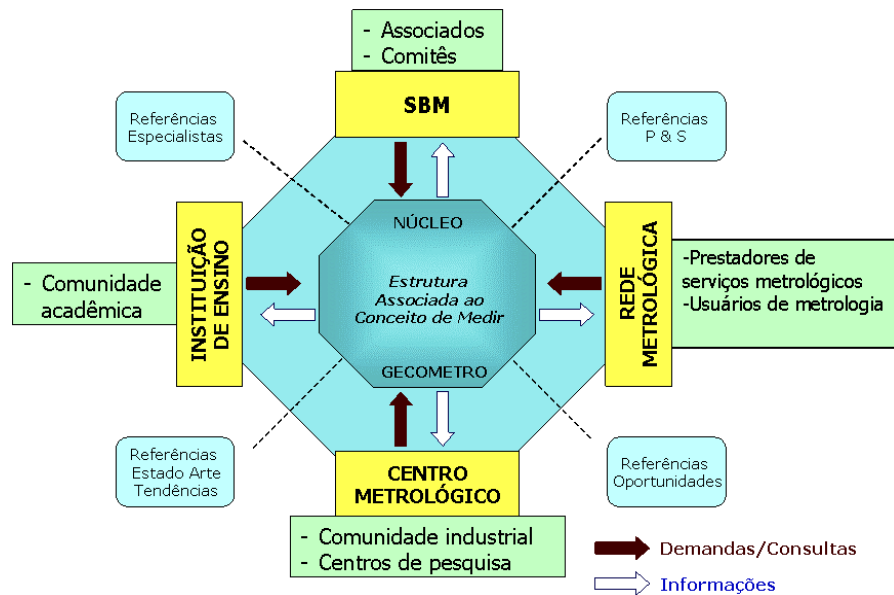 - Associados
- Comitês
SBM
Referências
Especialistas
Referências
P & S
NÚCLEO
Estrutura
Associada ao
Conceito de Medir
GECOMETRO
INSTITUIÇÃO
DE ENSINO
- Comunidade
acadêmica
REDE
METROLÓGICA
-Prestadores de
serviços metrológicos
-Usuários de metrologia
Referências
Estado Arte
Tendências
CENTRO
METROLÓGICO
- Comunidade industrial
- Centros de pesquisa
Referências
Oportunidades
Demandas/Consultas
Informações